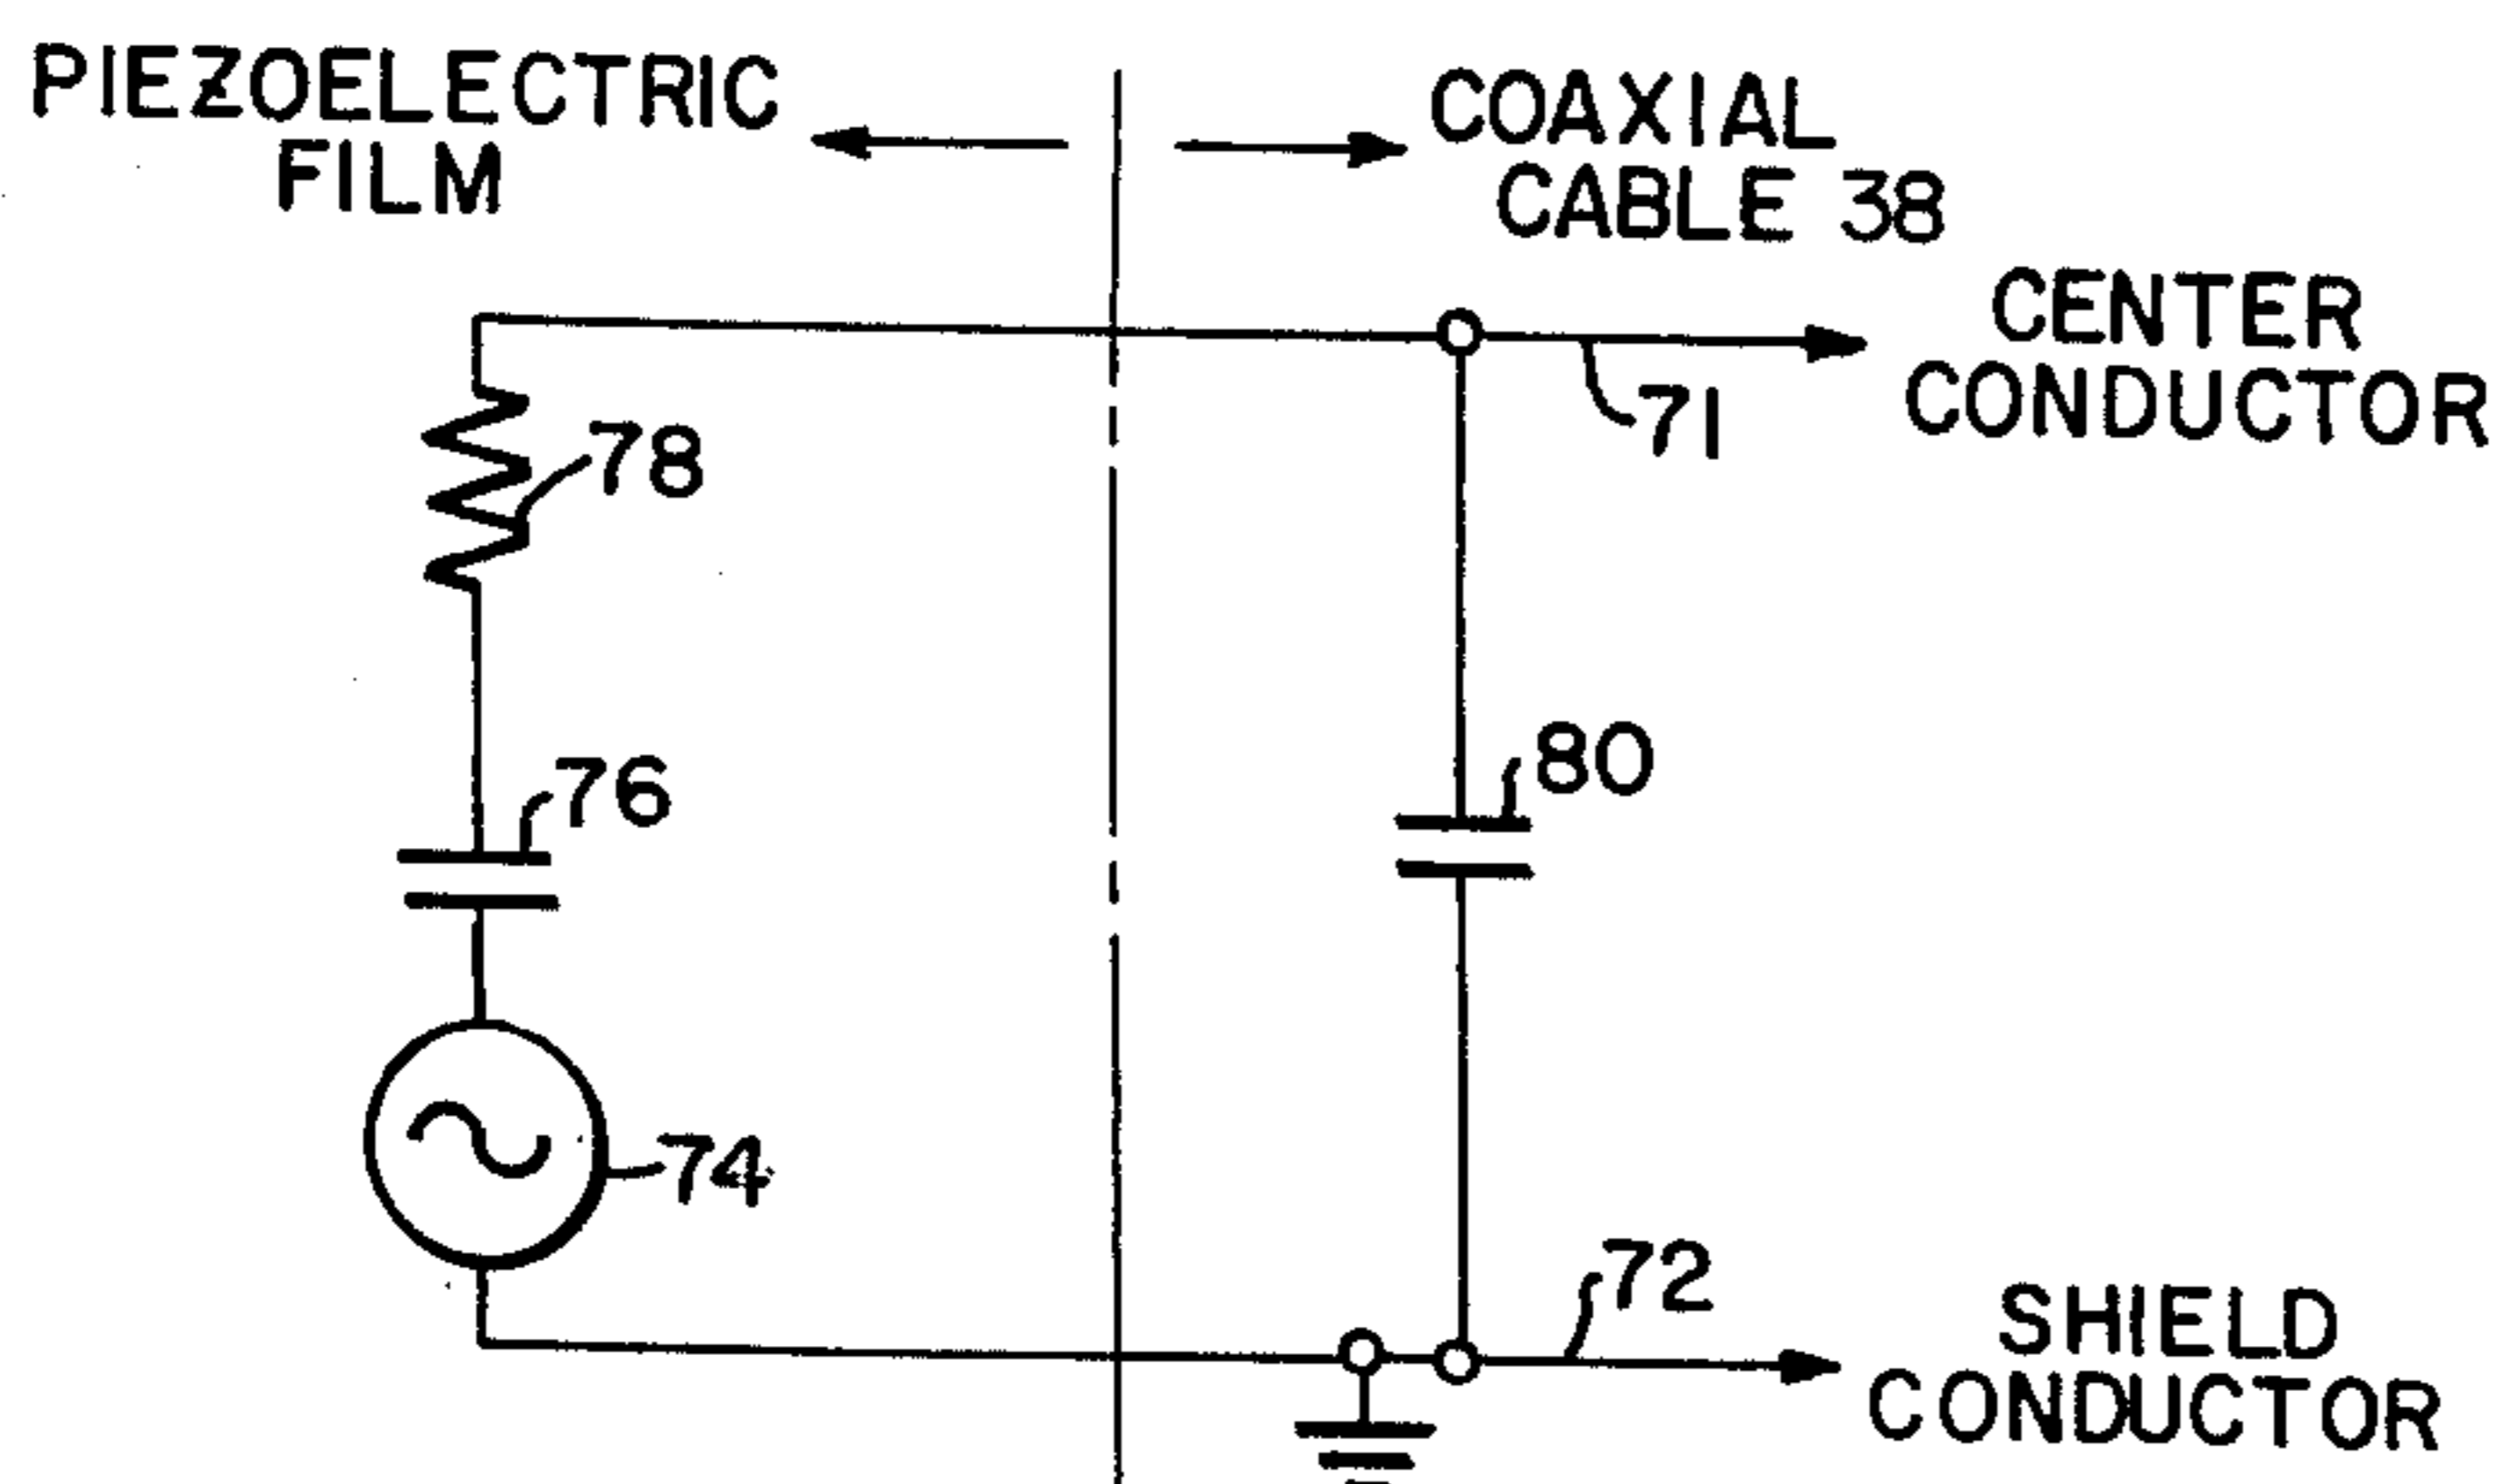 PIEZOELECTRIC
FILM
COAXIAL
CABLE 38
CENTER
CONDUCTOR
71
78
76
80
74
72
SHIELD
CONDUCTOR